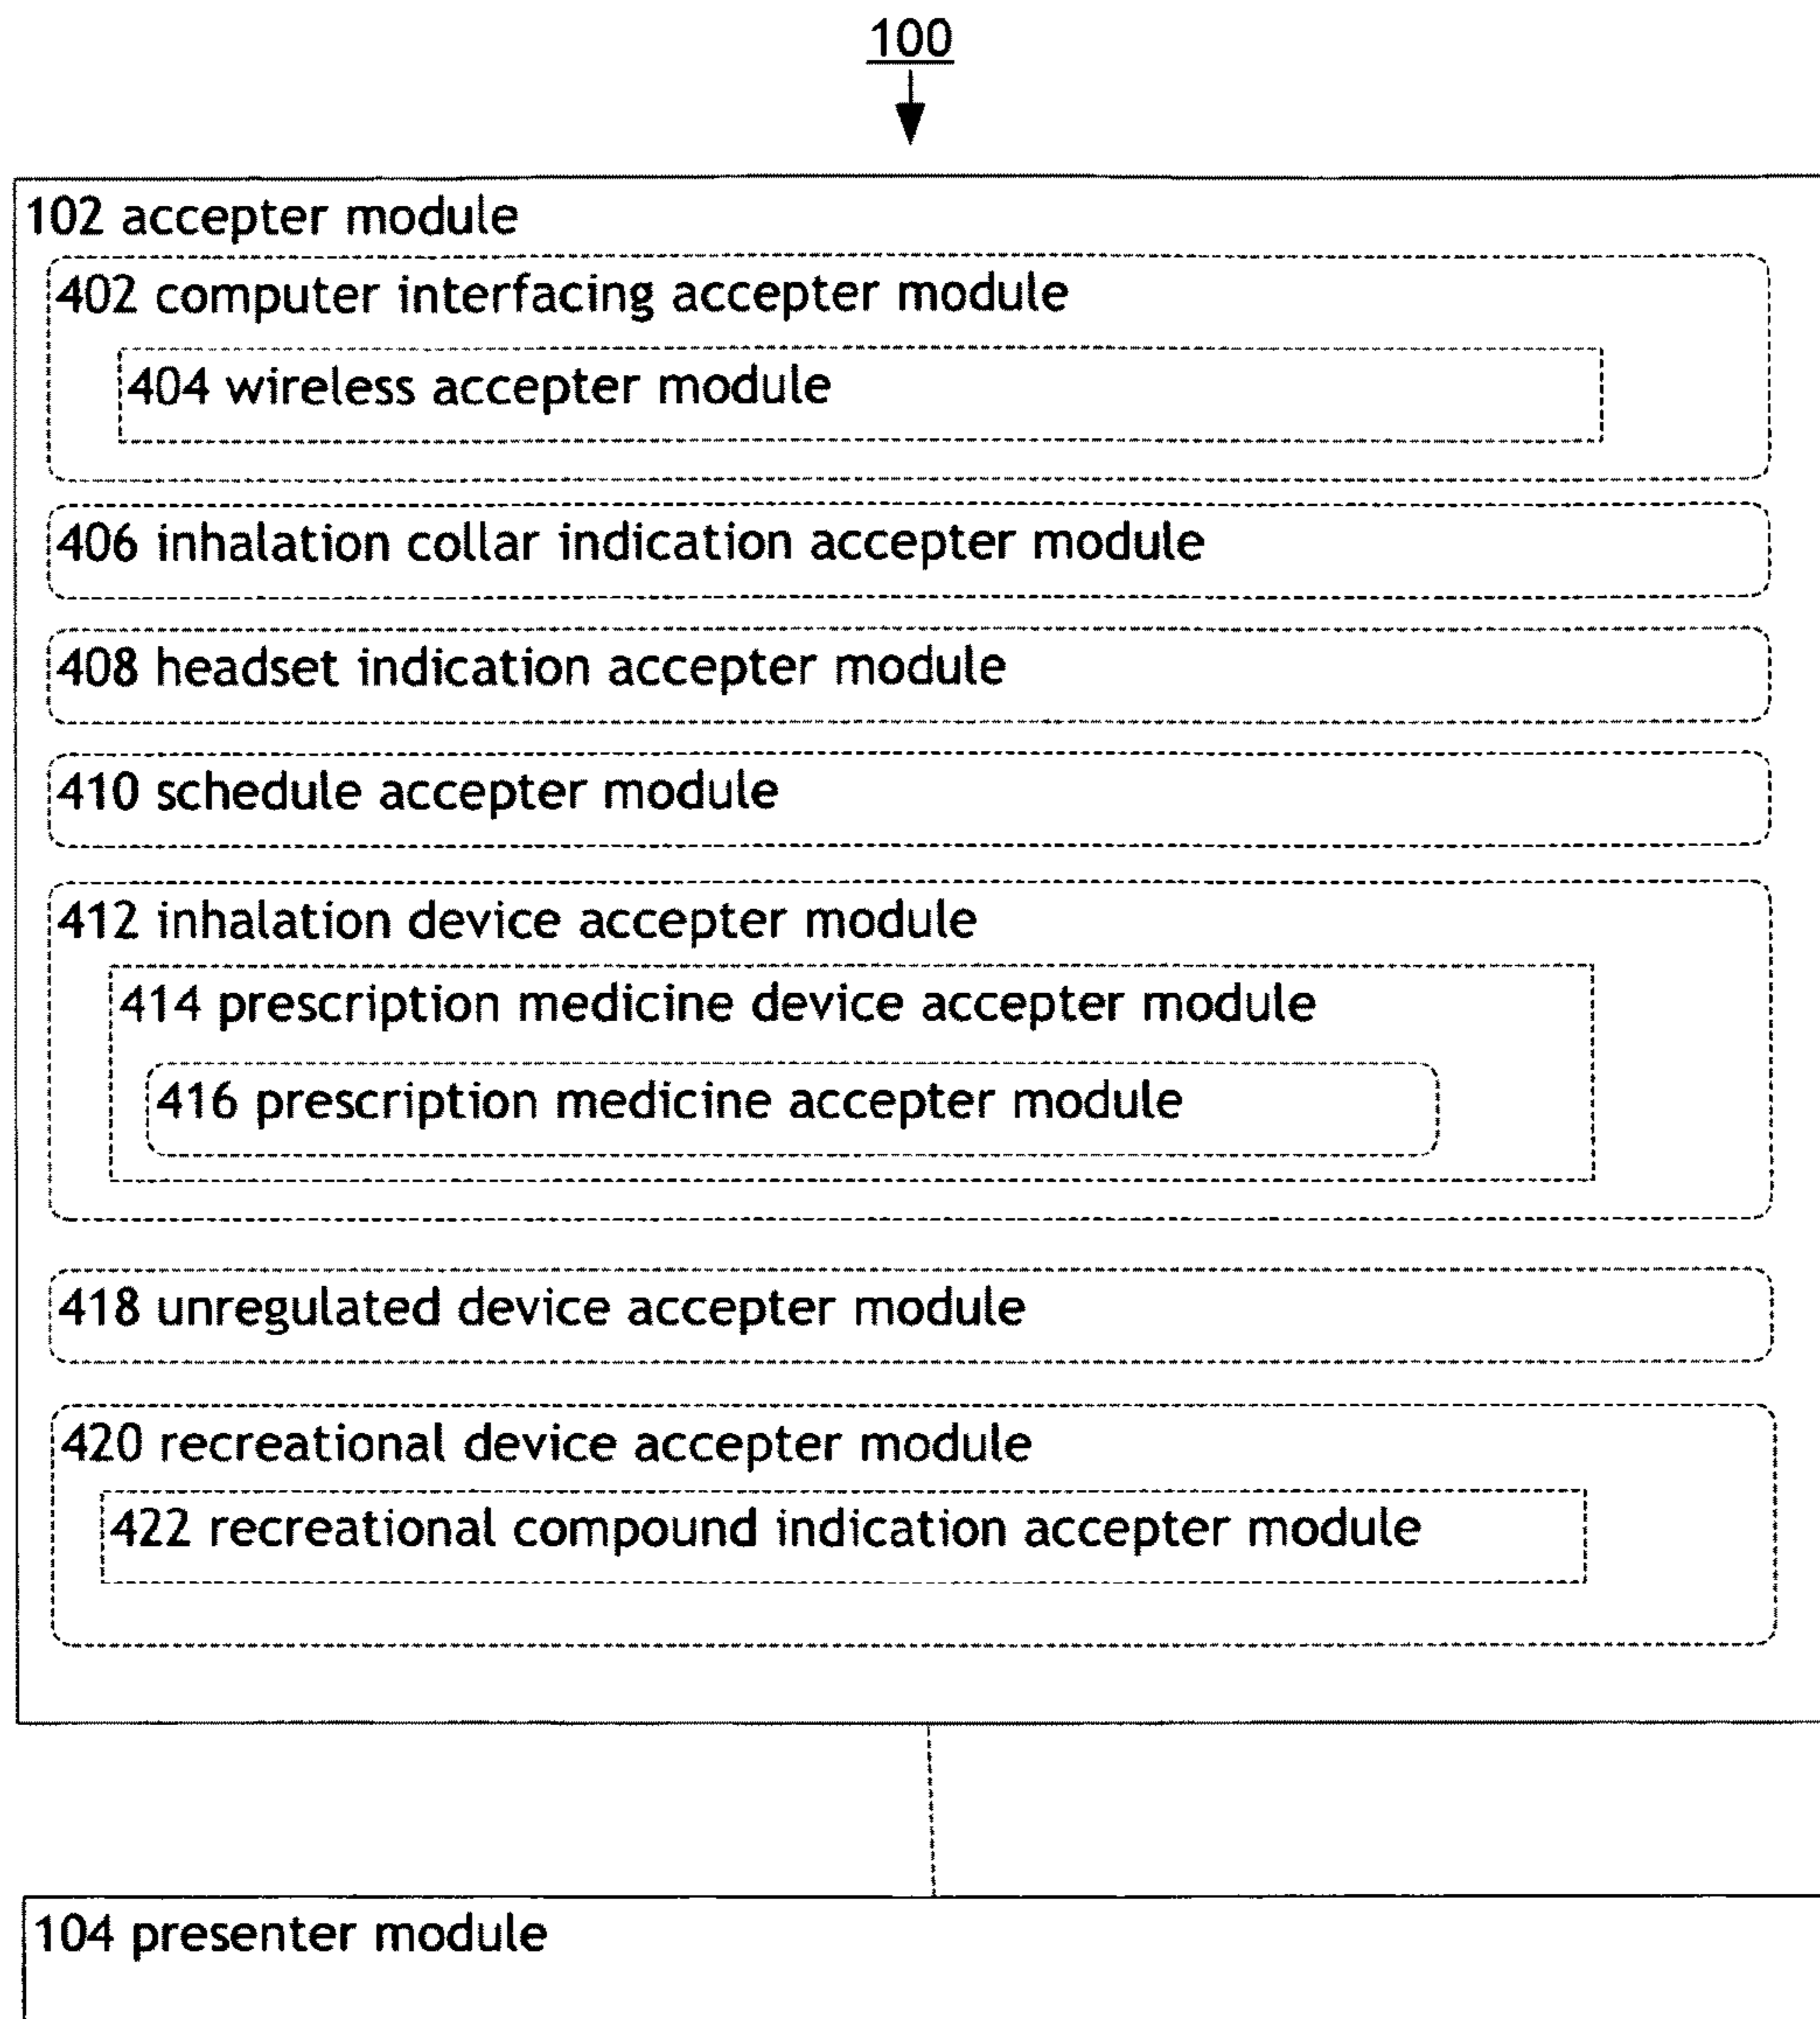 100
102 accepter module
402 computer interfacing accepter module
404 wireless accepter module
406 inhalation collar indication accepter module
408 headset indication accepter module
410 schedule accepter module
412 inhalation device accepter module
414 prescription medicine device accepter module
416 prescription medicine accepter module
418 unregulated device accepter module
420 recreational device accepter module
422 recreational compound indication accepter module
104 presenter module